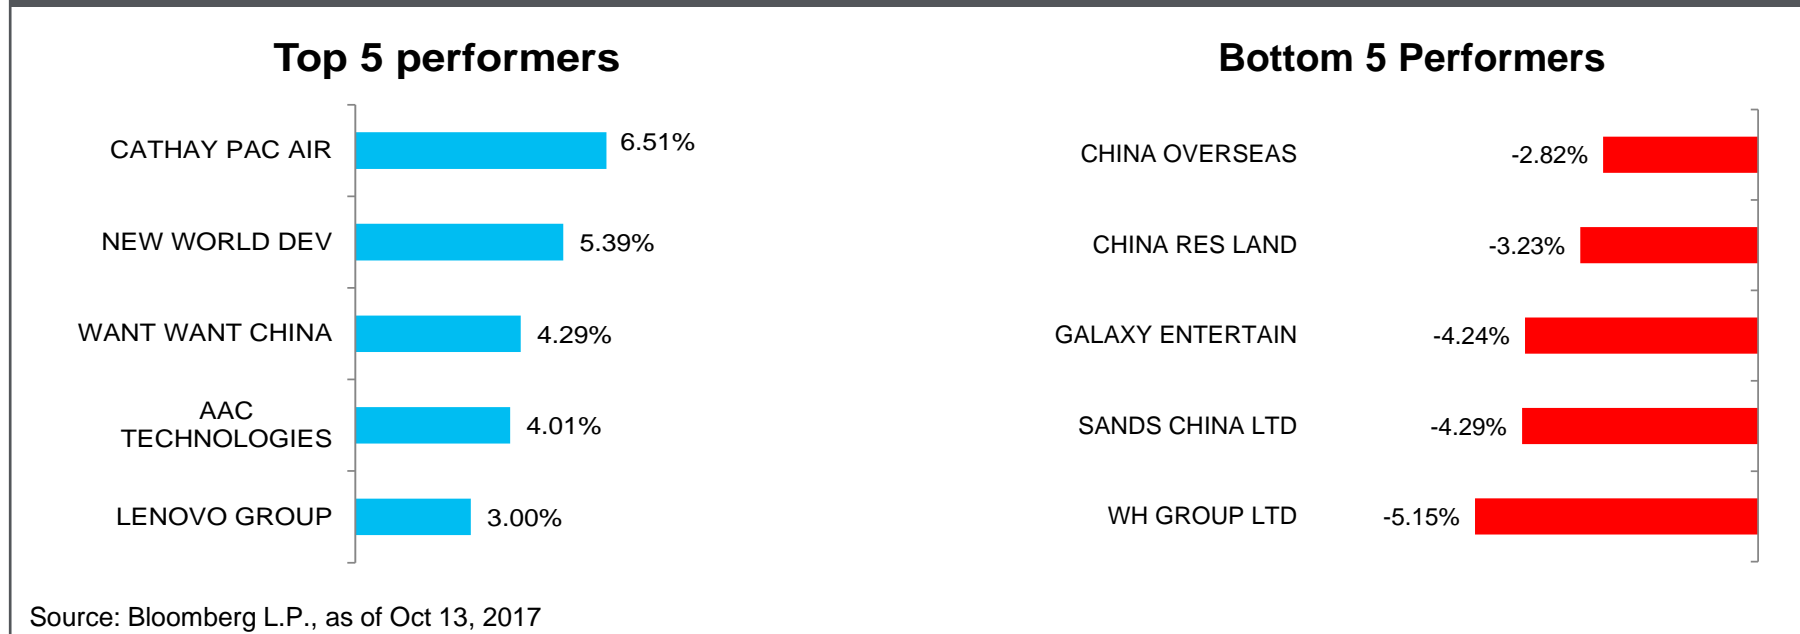 Top 5 performers
CATHAY PAC AIR
6.51%
NEW WORLD DEV
5.39%
WANT WANT CHINA
4.29%
AAC
TECHNOLOGIES
4.01%
LENOVO GROUP
3.00%
Bottom 5 Performers
CHINA OVERSEAS
-2.82%
CHINA RES LAND
-3.23%
GALAXY ENTERTAIN
-4.24%
SANDS CHINA LTD
-4.29%
WH GROUP LTD
-5.15%
Source: Bloomberg L.P., as of Oct 13, 2017